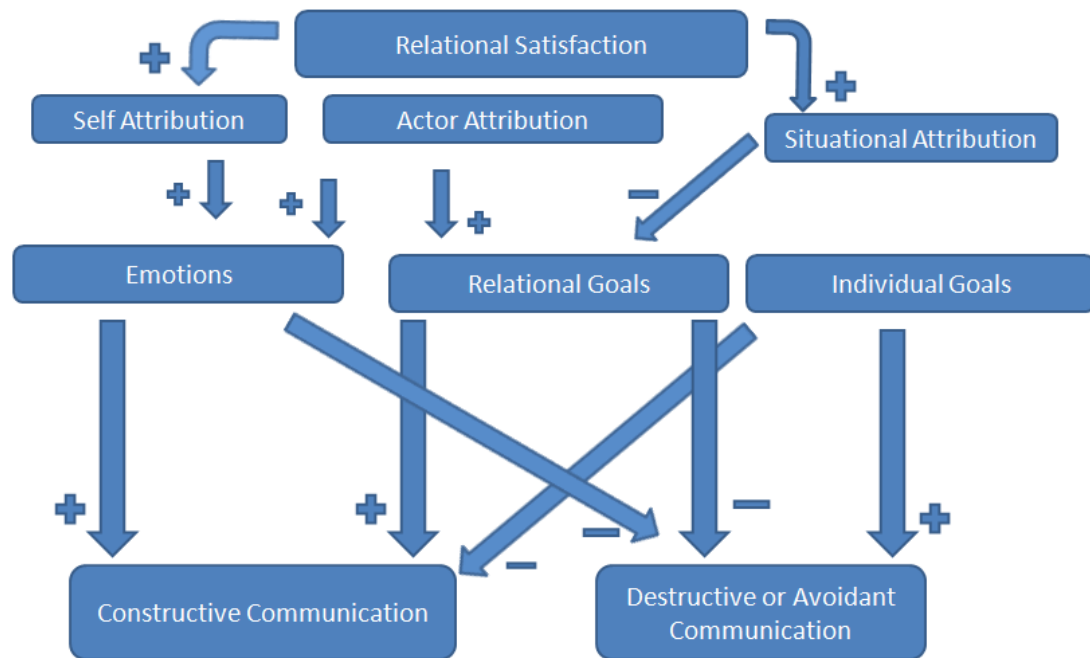 Relational Satisfaction
Self Attribution
Actor Attribution
Situational Attribution
Emotions
Relational Goals
Individual Goals
Constructive Communication
Destructive or Avoidant
Communication